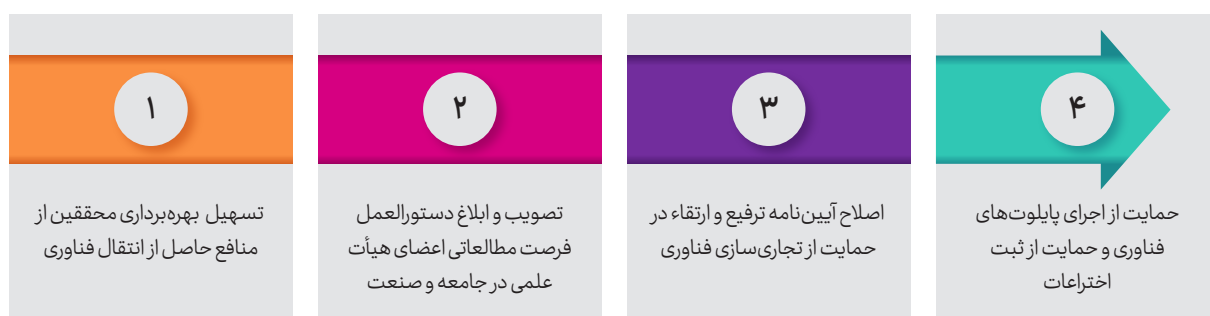 ۱
تسهیل بهره‌برداری محققین از
منافع حاصل از انتقال فناوری
۲
تصویب و ابلاغ دستورالعمل
فرصت مطالعاتی اعضای هیأت
علمی در جامعه و صنعت
۳
اصلاح آیین‌نامه ترفیع و ارتقاء در
حمایت از تجاری‌سازی فناوری
۴
حمایت از اجرای پایلوت‌های
فناوری و حمایت از ثبت
اختراعات